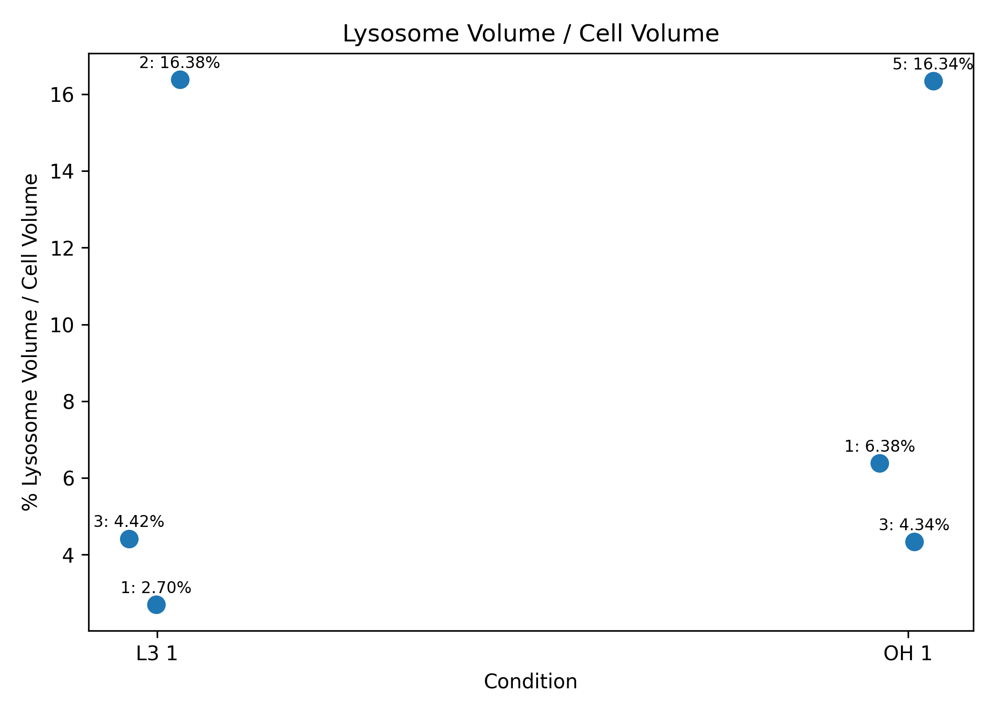 Lysosome Volume / Cell Volume
2: 16.38%
5: 16.34%
16
14
12
10
8
1: 6.38%
6
3: 4.42%
3: 4.34%
4
1: 2.70%
% Lysosome Volume / Cell Volume
L3 1
OH 1
Condition